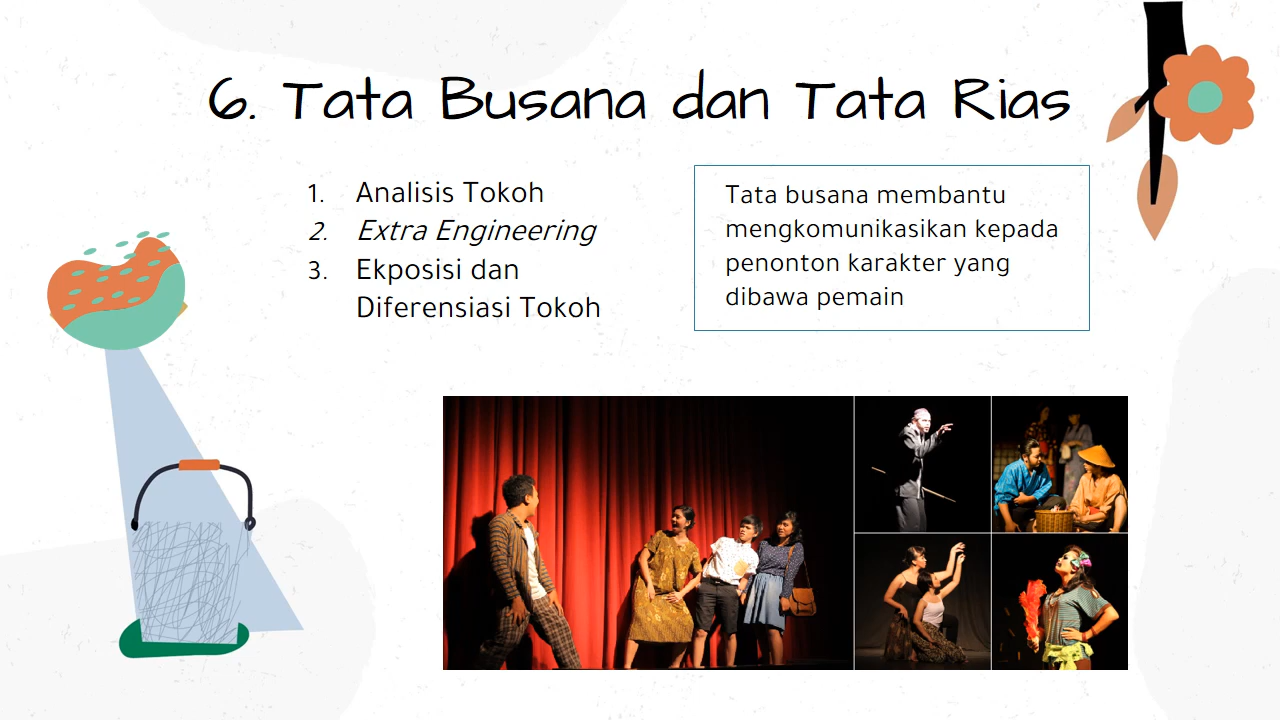 6. Tata Busana dan Tata Rias
1. Analisis Tokoh
2. Extra Engineering
3. Ekposisi dan
Diferensiasi Tokoh
Tata busana membantu
mengkomunikasikan kepada
penonton karakter yang
dibawa pemain